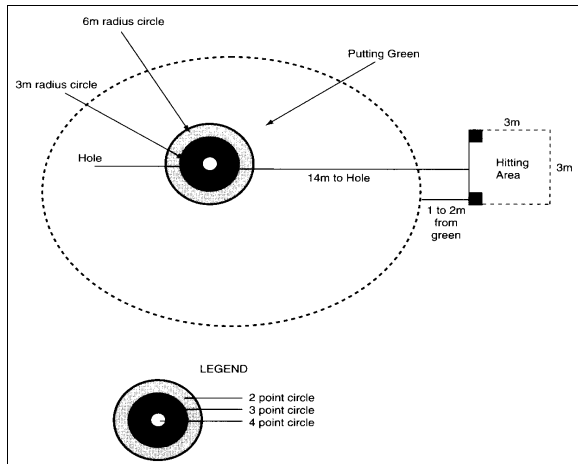 6m radius circle
Putting Green
3m radius circle
3m
Hole
Hitting
Area
3m
14m to Hole
1 to 2m
from
green
LEGEND
2 point circle
3 point circle
4 point circle